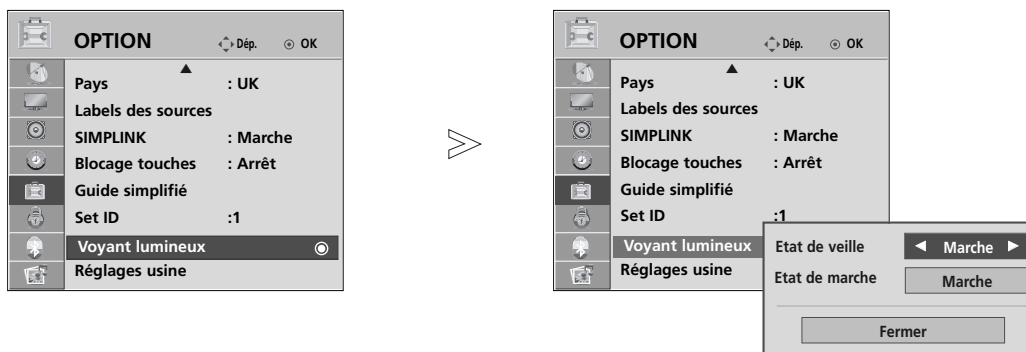 OPTION Dép. OK
Pays : UK
Labels des sources
SIMPLINK : Marche
Blocage touches : Arrêt
Guide simplifié
Set ID :1
Voyant lumineux
Réglages usine
OPTION Dép. OK
Pays : UK
Labels des sources
SIMPLINK : Marche
Blocage touches : Arrêt
Guide simplifié
Set ID :1
Voyant lumineux
Réglages usine
Etat de veille Marche
Etat de marche Marche
Fermer